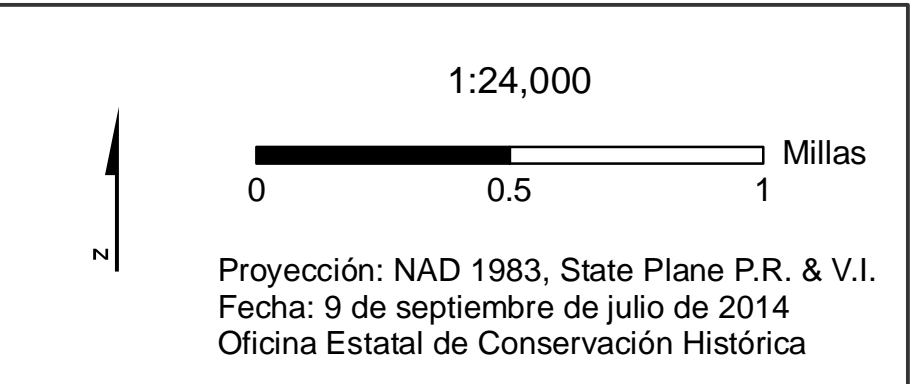 1:24,000
Millas
0 0.5 1
N
Proyección: NAD 1983, State Plane P.R. & V.I.
Fecha: 9 de septiembre de julio de 2014
Oficina Estatal de Conservación Histórica